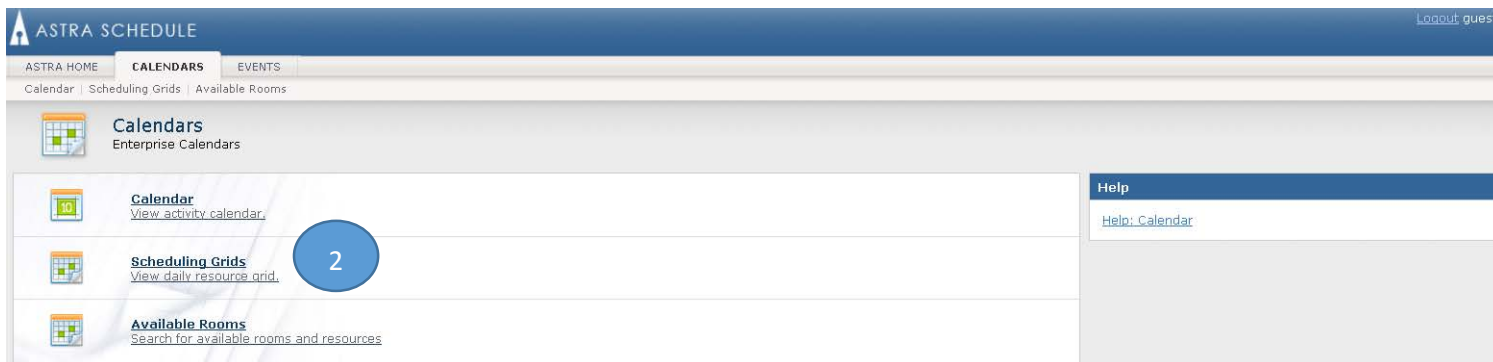 ASTRA SCHEDULE
Logout gues
ASTRA HOME CALENDARS EVENTS
Calendar | Scheduling Grids | Available Rooms
Calendars
Enterprise Calendars
10
Calendar
View activity calendar.
Scheduling Grids
View daily resource grid.
2
Available Rooms
Search for available rooms and resources
Help
Help: Calendar